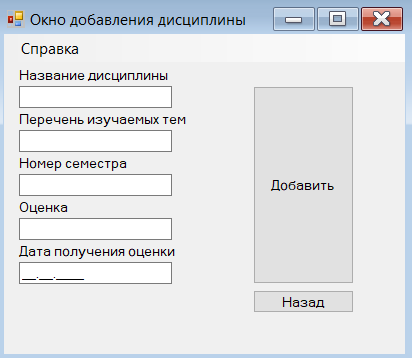 Окно добавления дисциплины
Справка
Название дисциплины
Перечень изучаемых тем
Номер семестра
Оценка
Дата получения оценки
__.__.____
Добавить
Назад